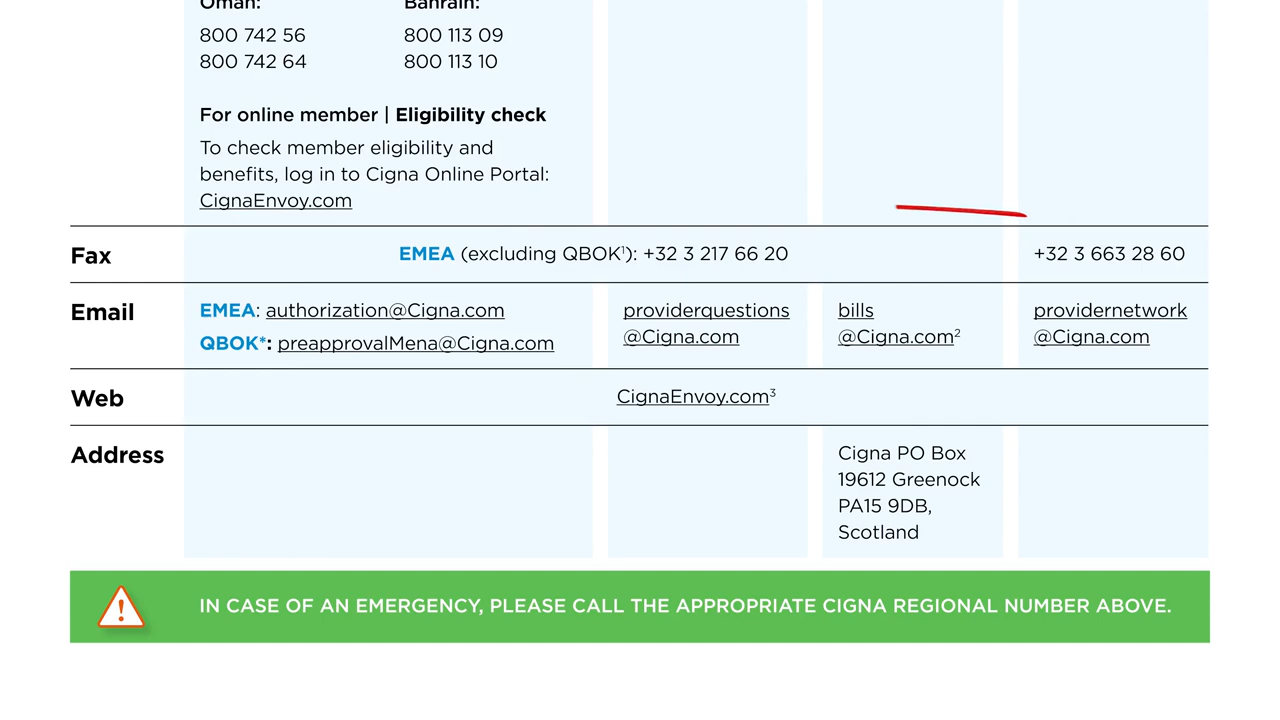 Oman: Bahrain:
800 742 56 800 113 09
800 742 64 800 113 10
For online member | Eligibility check
To check member eligibility and
benefits, log in to Cigna Online Portal:
CignaEnvoy.com
Fax EMEA (excluding QBOK¹): +32 3 217 66 20 +32 3 663 28 60
Email EMEA: authorization@Cigna.com
QBOK*: preapprovalMena@Cigna.com
providerquestions
@Cigna.com
bills
@Cigna.com²
providernetwork
@Cigna.com
Web CignaEnvoy.com³
Address Cigna PO Box
19612 Greenock
PA15 9DB,
Scotland
IN CASE OF AN EMERGENCY, PLEASE CALL THE APPROPRIATE CIGNA REGIONAL NUMBER ABOVE.